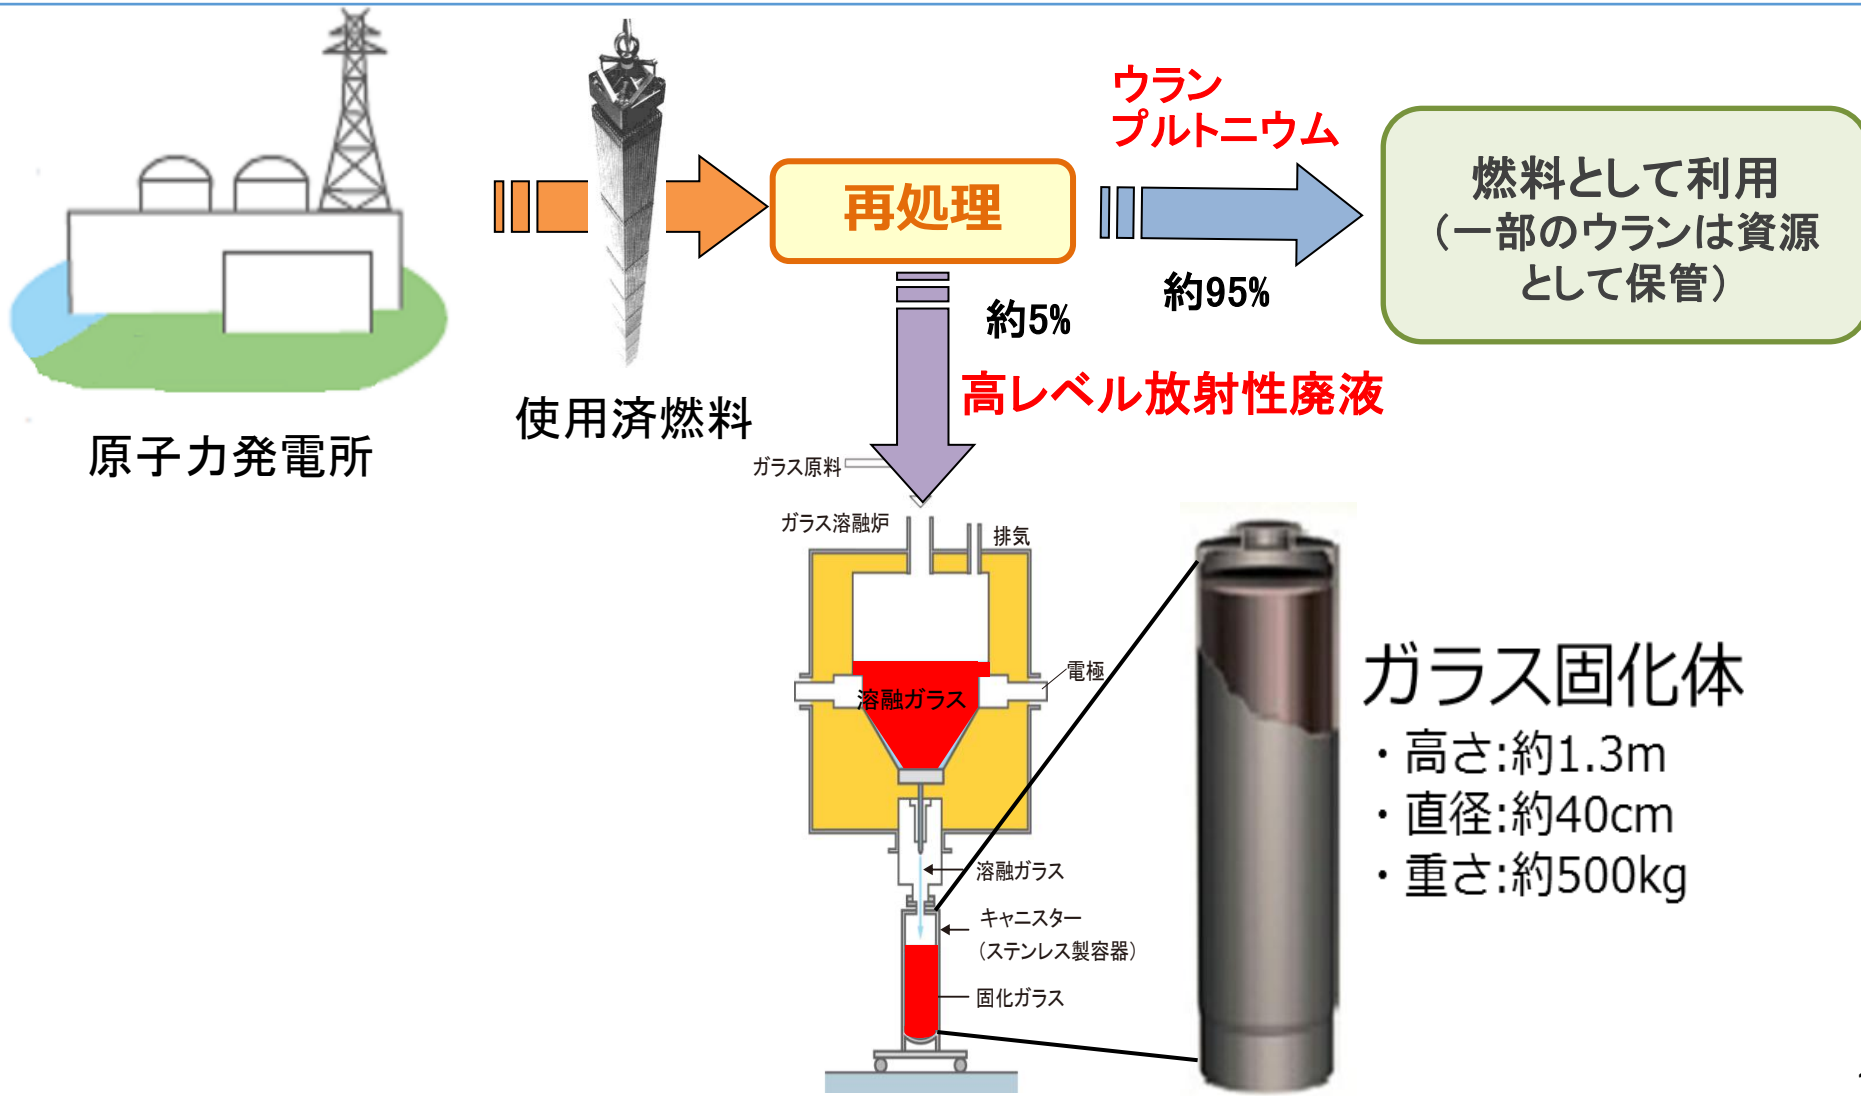 ウラン
プルトニウム
再処理
燃料として利用
（一部のウランは資源
として保管）
約95%
約5%
高レベル放射性廃液
使用済燃料
原子力発電所
ガラス原料
ガラス溶融炉
排気
電極
溶融ガラス
溶融ガラス
キャニスター
（ステンレス製容器）
固化ガラス
ガラス固化体
・高さ:約1.3m
・直径:約40cm
・重さ:約500kg